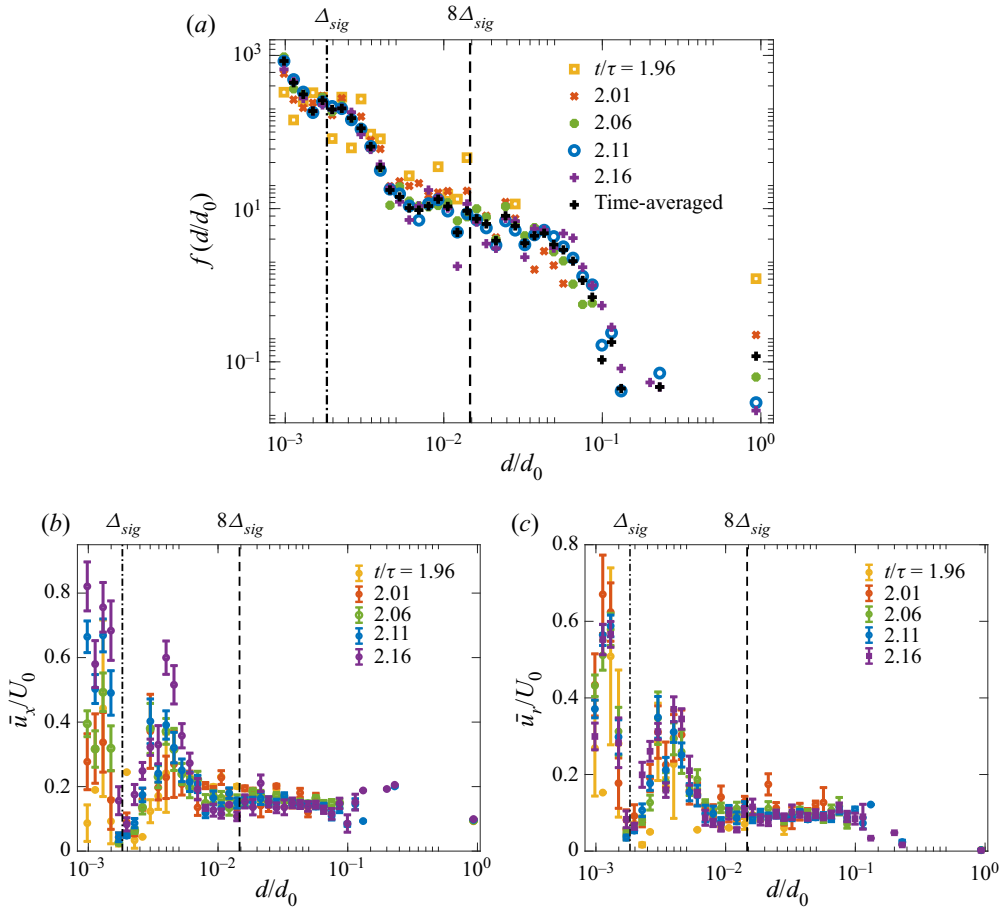 Δsig 8Δsig
(a)
10³
10¹
10⁻¹
f (d/d₀)
t/τ = 1.96
2.01
2.06
2.11
2.16
Time-averaged
10⁻³ 10⁻² 10⁻¹ 10⁰
d/d₀
(b) Δsig 8Δsig
0.8
0.6
0.4
0.2
0
ūₓ/U₀
t/τ = 1.96
2.01
2.06
2.11
2.16
10⁻³ 10⁻² 10⁻¹ 10⁰
d/d₀
(c) Δsig 8Δsig
0.8
0.6
0.4
0.2
0
ūᵣ/U₀
t/τ = 1.96
2.01
2.06
2.11
2.16
10⁻³ 10⁻² 10⁻¹ 10⁰
d/d₀